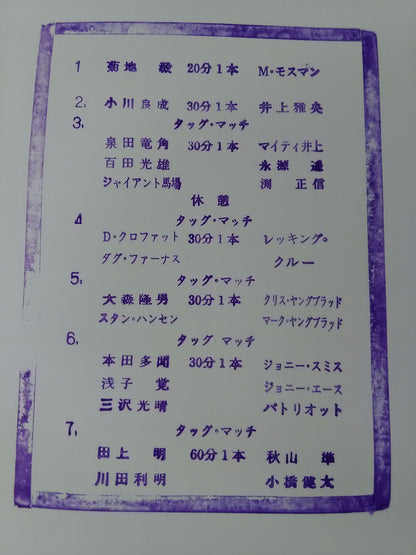 1 菊地 毅 20分1本 M・モスマン
2. 小川良成 30分1本 井上雅央
3. タッグ・マッチ
泉田竜角 30分1本 マイティ井上
百田光雄 永源 遙
ジャイアント馬場 渕 正信
休憩
4 タッグ・マッチ
D・クロファット 30分1本 レッキング。
ダグ・ファーナス クルー
5. タッグ・マッチ
大森隆男 30分1本 クリス・ヤングブラッド
スタン・ハンセン マーク・ヤングブラッド
6. タッグ マッチ
本田多聞 30分1本 ジョニー・スミス
浅子 覚 ジョニー・エース
三沢光晴 パトリオット
7. タッグ・マッチ
田上 明 60分1本 秋山 準
川田利明 小橋健太